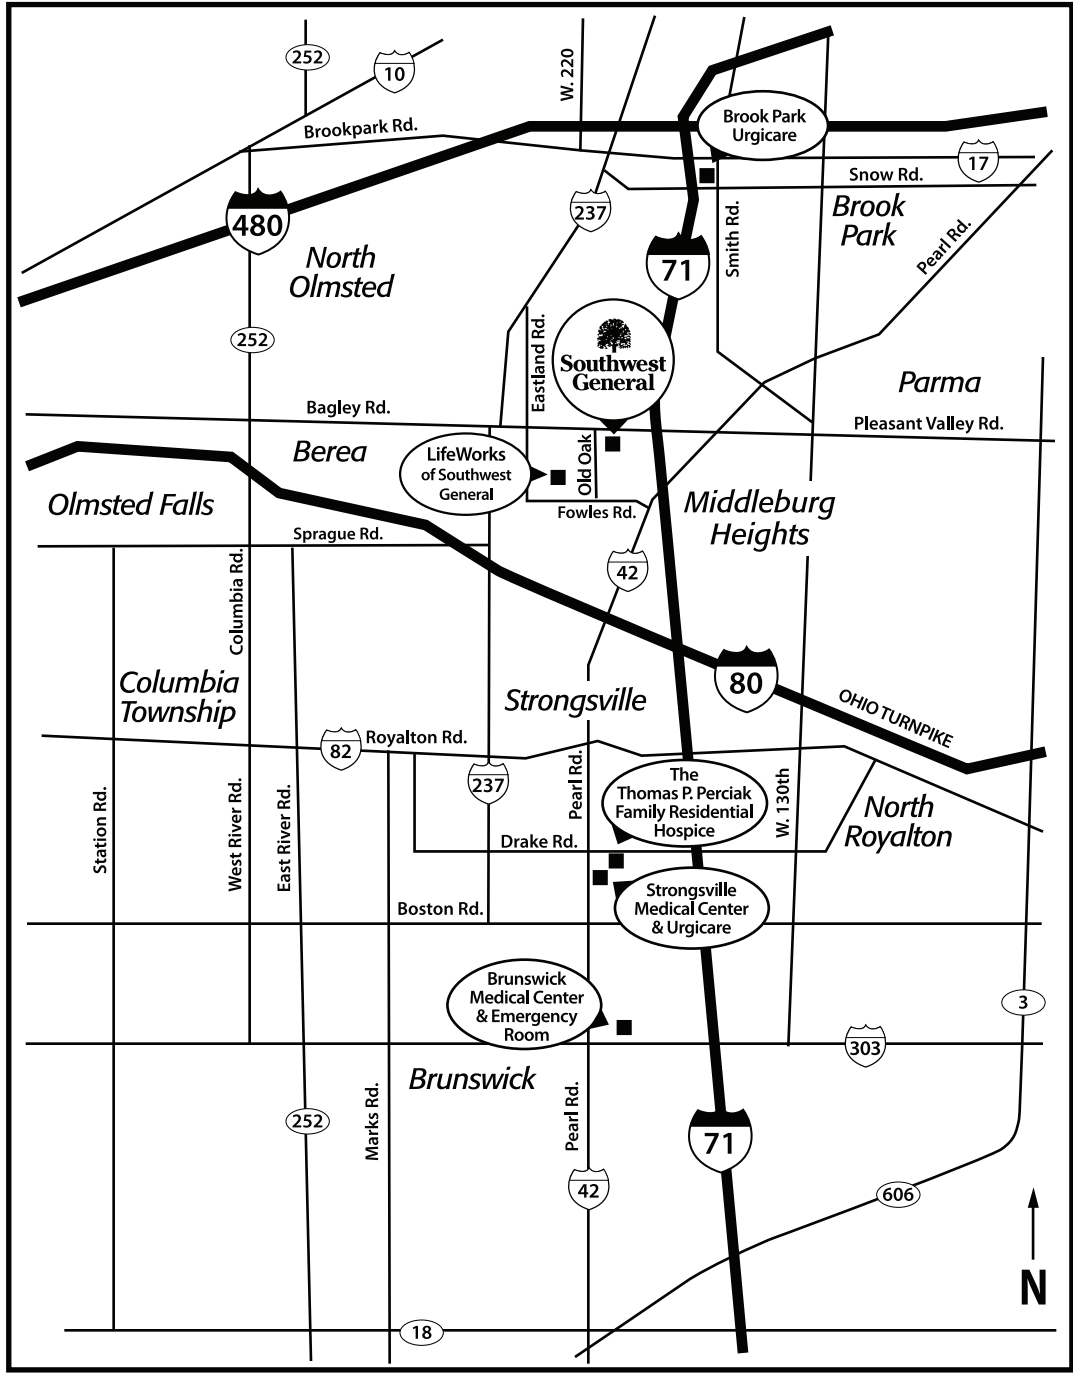 252
10
W. 220
Brook Park
Urgicare
Brookpark Rd.
17
Snow Rd.
480
237
Brook
Park
Smith Rd.
Pearl Rd.
North
Olmsted
71
252
Eastland Rd.
Southwest
General
Parma
Bagley Rd.
Pleasant Valley Rd.
Berea
LifeWorks
of Southwest
General
Old Oak
Olmsted Falls
Middleburg
Heights
Fowles Rd.
Sprague Rd.
42
Columbia Rd.
Columbia
Township
Strongsville
80
OHIO TURNPIKE
82
Royalton Rd.
237
Pearl Rd.
The
Thomas P. Perciak
Family Residential
Hospice
W. 130th
North
Royalton
Station Rd.
West River Rd.
East River Rd.
Drake Rd.
Strongsville
Medical Center
& Urgicare
Boston Rd.
Brunswick
Medical Center
& Emergency
Room
3
303
Brunswick
252
Marks Rd.
Pearl Rd.
71
42
606
N
18